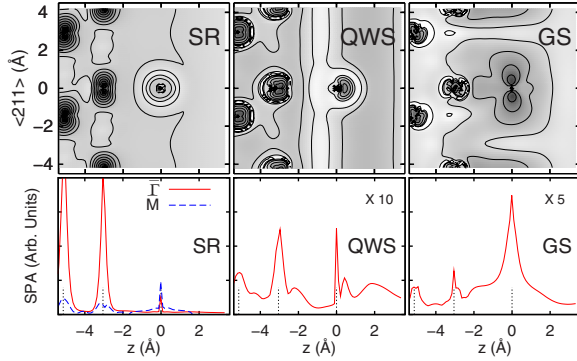 <211> (Å)
4
2
0
−2
−4
SR
QWS
GS
SPA (Arb. Units)
Γ̅
M̅
SR
X 10
QWS
X 5
GS
−4 −2 0 2
−4 −2 0 2
−4 −2 0 2
z (Å)
z (Å)
z (Å)